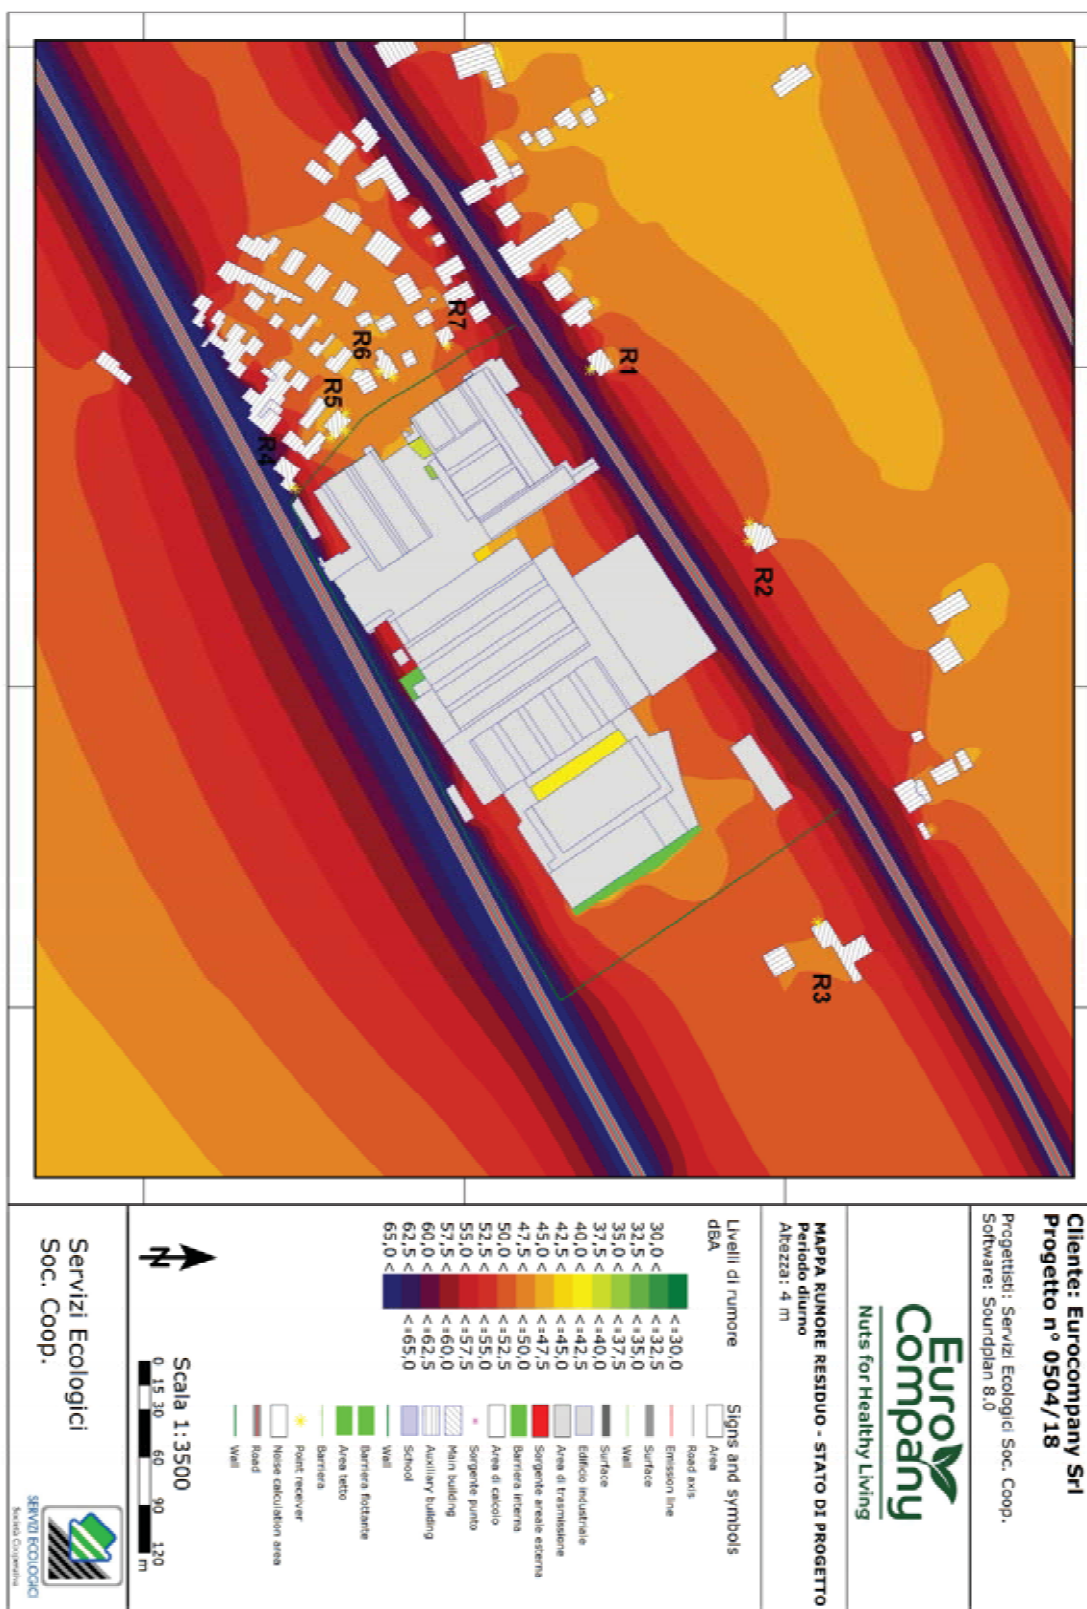 R1
R2
R3
R4
R5
R6
R7
Cliente: Eurocompany Srl
Progetto n° 0504/18
Progettisti: Servizi Ecologici Soc. Coop.
Software: Soundplan 8.0
Euro
Company
Nuts for Healthy Living
MAPPA RUMORE RESIDUO - STATO DI PROGETTO
Periodo diurno
Altezza: 4 m
Livelli di rumore
dBA
<=30,0
30,0 < <=32,5
32,5 < <=35,0
35,0 < <=37,5
37,5 < <=40,0
40,0 < <=42,5
42,5 < <=45,0
45,0 < <=47,5
47,5 < <=50,0
50,0 < <=52,5
52,5 < <=55,0
55,0 < <=57,5
57,5 < <=60,0
60,0 < <=62,5
62,5 < <=65,0
65,0 <
Signs and symbols
Area
Road axis
Emission line
Surface
Wall
Surface
Edificio industriale
Area di trasmissione
Sorgente areale esterna
Barriera interna
Area di calcolo
Sorgente punto
Main building
Auxiliary building
School
Wall
Barriera flottante
Area tetto
Barriera
Point receiver
Noise calculation area
Road
Wall
N
Scala 1:3500
0 15 30 60 90 120
m
Servizi Ecologici
Soc. Coop.
SERVIZI ECOLOGICI
Società Cooperativa